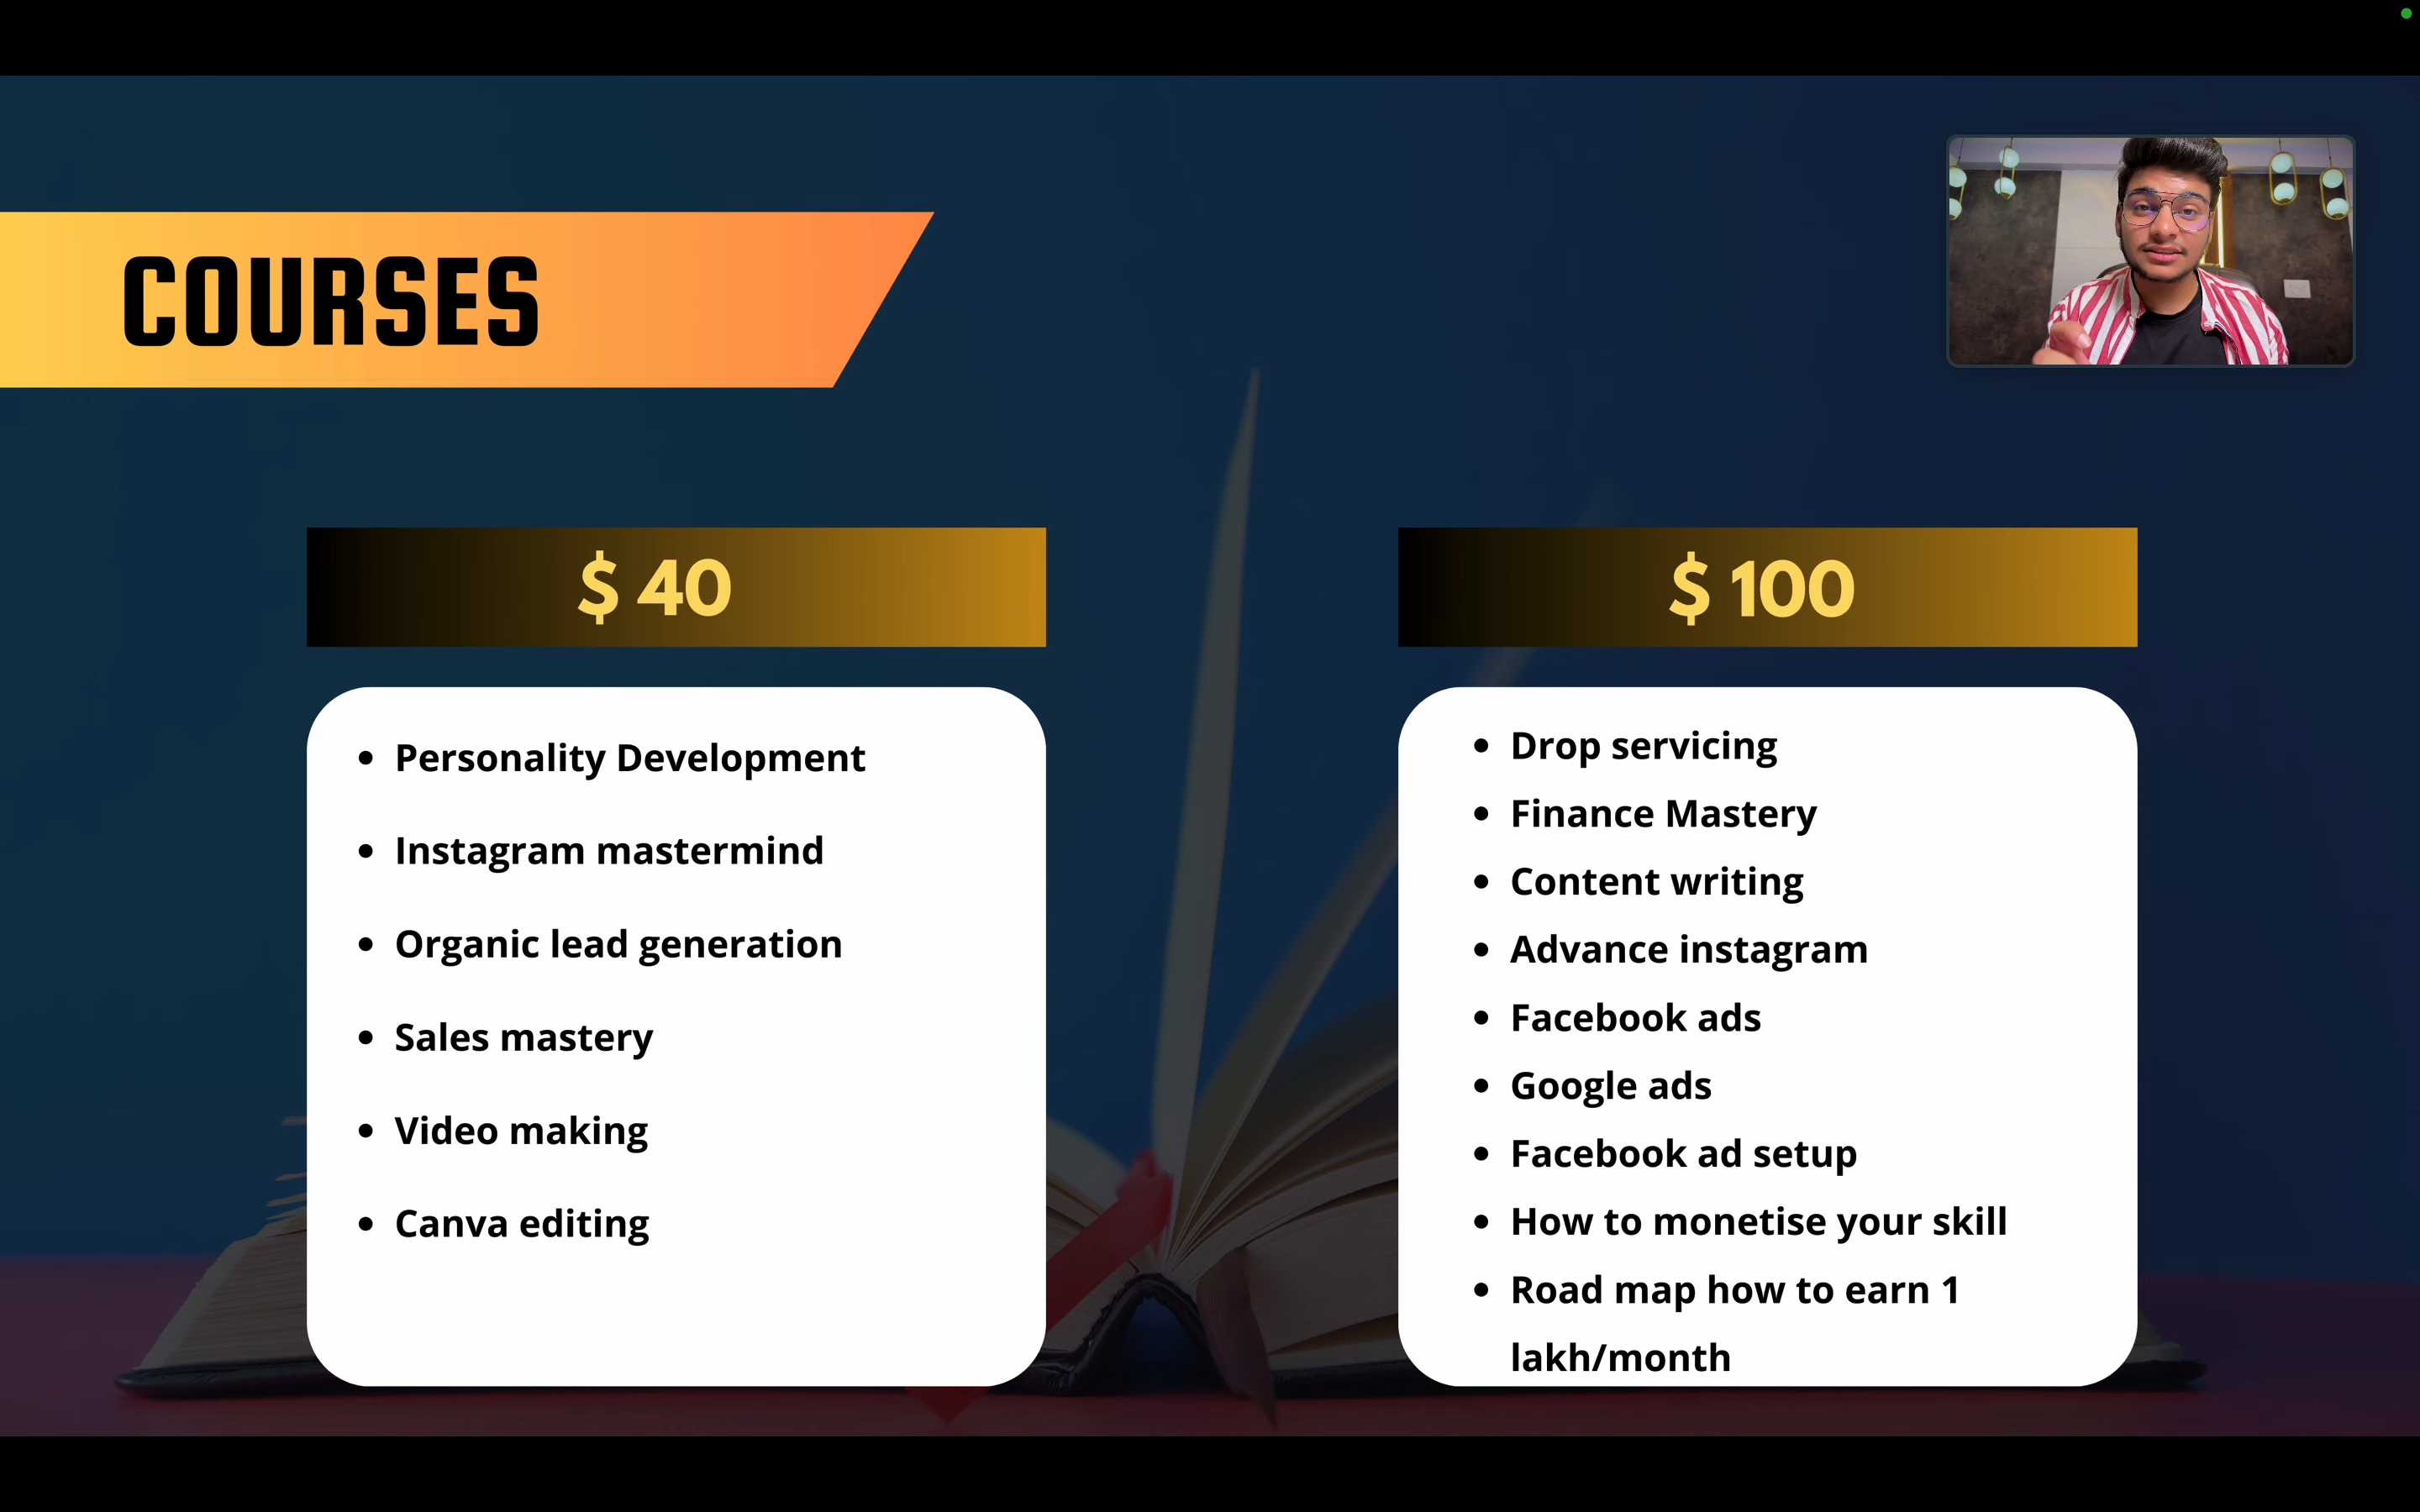 COURSES
$ 40
• Personality Development
• Instagram mastermind
• Organic lead generation
• Sales mastery
• Video making
• Canva editing
$ 100
• Drop servicing
• Finance Mastery
• Content writing
• Advance instagram
• Facebook ads
• Google ads
• Facebook ad setup
• How to monetise your skill
• Road map how to earn 1
lakh/month